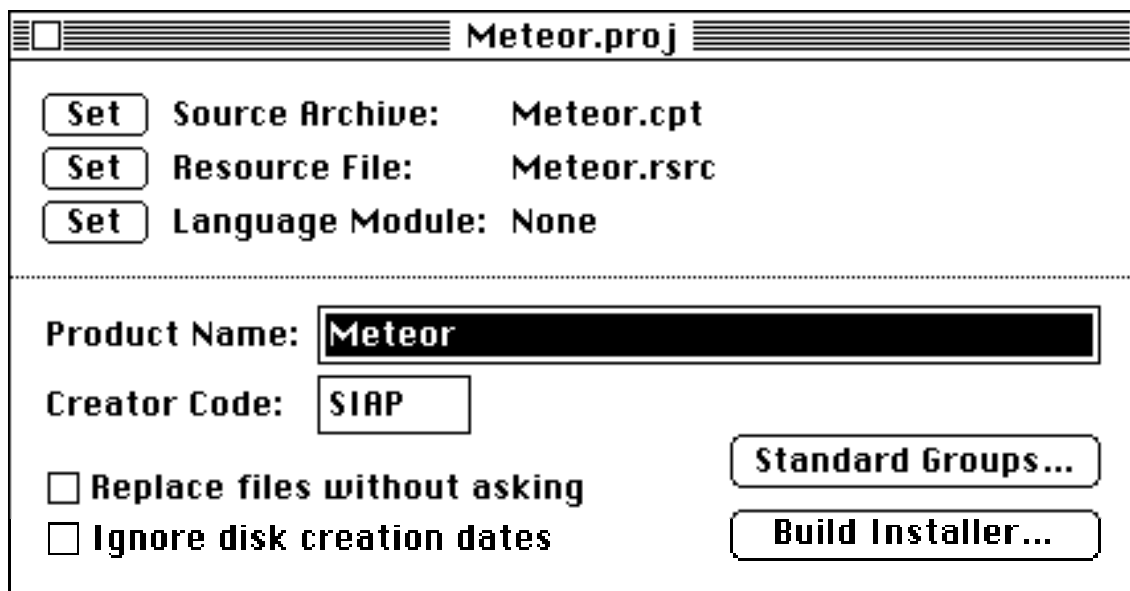 Meteor.proj
Set Source Archive: Meteor.cpt
Set Resource File: Meteor.rsrc
Set Language Module: None
Product Name: Meteor
Creator Code: SIAP
Standard Groups...
Replace files without asking
Build Installer...
Ignore disk creation dates